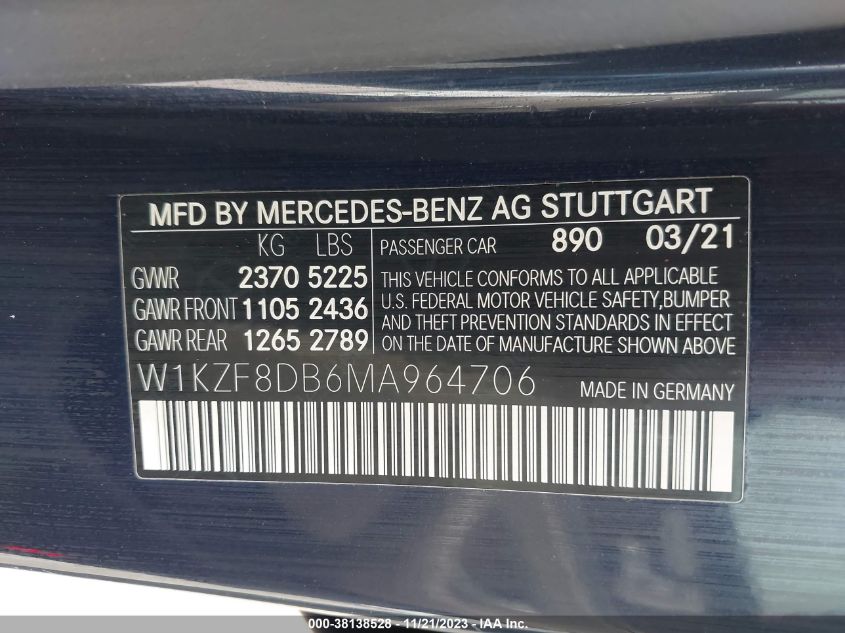 MFD BY MERCEDES-BENZ AG STUTTGART
KG LBS
PASSENGER CAR 890 03/21
GVWR 2370 5225
GAWR FRONT 1105 2436
GAWR REAR 1265 2789
THIS VEHICLE CONFORMS TO ALL APPLICABLE
U.S. FEDERAL MOTOR VEHICLE SAFETY,BUMPER
AND THEFT PREVENTION STANDARDS IN EFFECT
ON THE DATE OF MANUFACTURE SHOWN ABOVE
W1KZF8DB6MA964706 MADE IN GERMANY
000-38138528 - 11/21/2023 - IAA Inc.